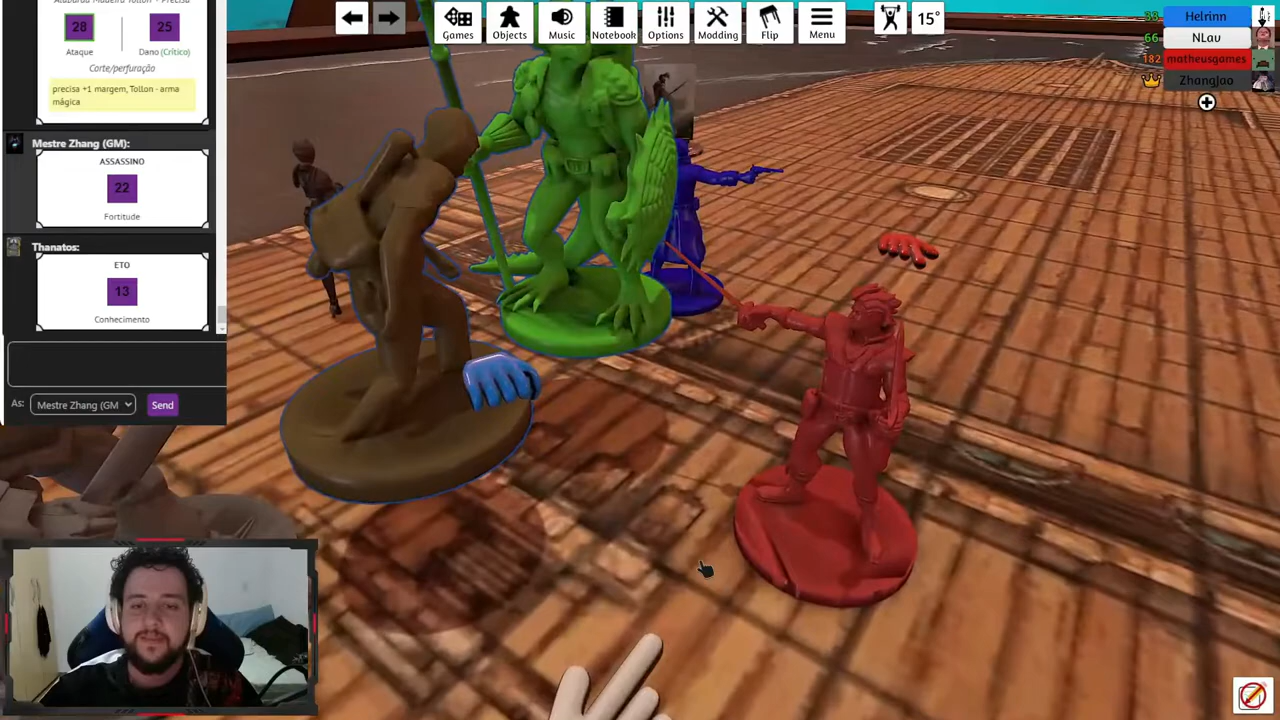 Alabarda Madeira Tollon - Precisa
28
25
Ataque
Dano (Crítico)
Corte/perfuração
precisa +1 margem, Tollon - arma
mágica
Mestre Zhang (GM):
ASSASSINO
22
Fortitude
Thanatos:
ETO
13
Conhecimento
As:
Mestre Zhang (GM
Send
Games
Objects
Music
Notebook
Options
Modding
Flip
Menu
15°
33 Helrinn
66 NLav
182 matheusgames
ZhangJao